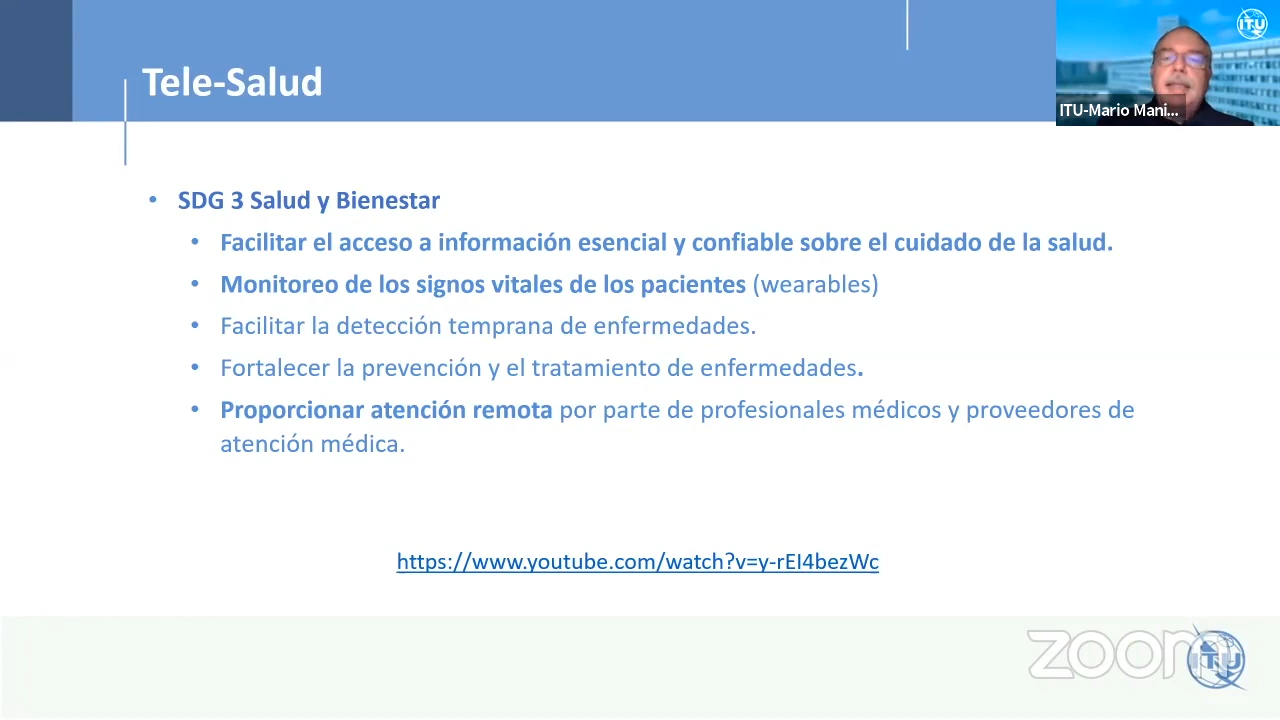 Tele-Salud
ITU
ITU-Mario Mani...
• SDG 3 Salud y Bienestar
• Facilitar el acceso a información esencial y confiable sobre el cuidado de la salud.
• Monitoreo de los signos vitales de los pacientes (wearables)
• Facilitar la detección temprana de enfermedades.
• Fortalecer la prevención y el tratamiento de enfermedades.
• Proporcionar atención remota por parte de profesionales médicos y proveedores de
atención médica.
https://www.youtube.com/watch?v=y-rEI4bezWc
zoom
ITU